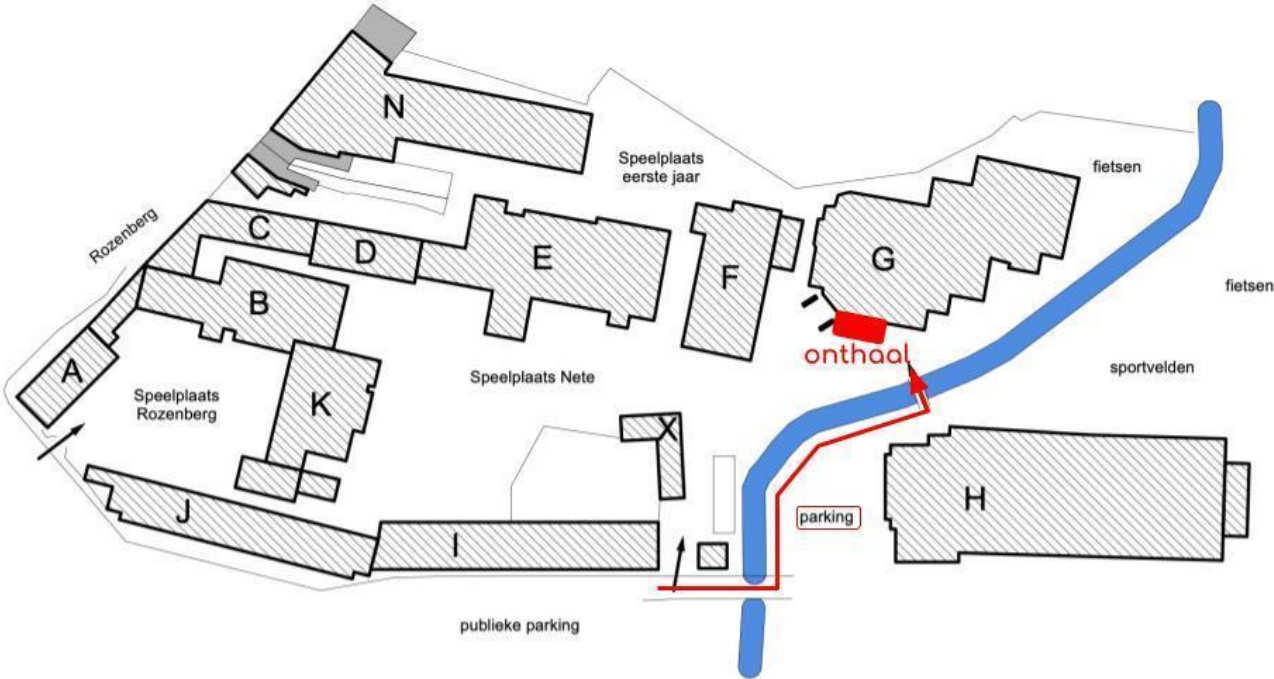 N
Speelplaats
eerste jaar
fietsen
Rozenberg
C
D
E
F
G
B
fietsen
onthaal
A
Speelplaats
Rozenberg
K
Speelplaats Nete
sportvelden
X
J
I
parking
H
publieke parking